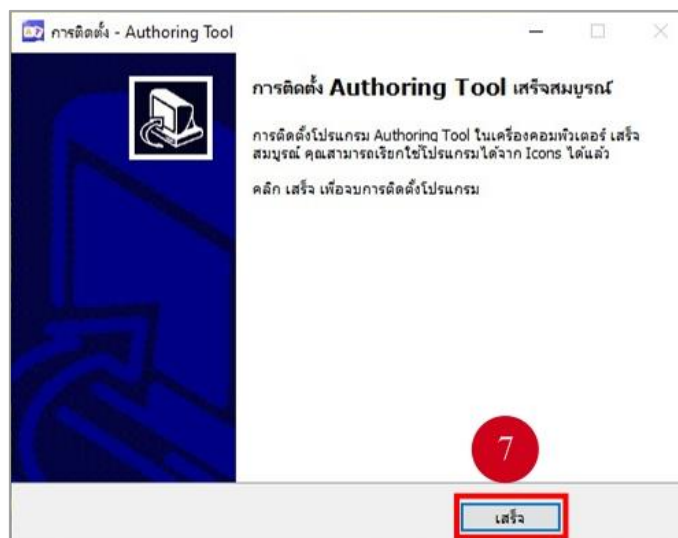 การติดตั้ง - Authoring Tool
การติดตั้ง Authoring Tool เสร็จสมบูรณ์
การติดตั้งโปรแกรม Authoring Tool ในเครื่องคอมพิวเตอร์ เสร็จ
สมบูรณ์ คุณสามารถเรียกใช้โปรแกรมได้จาก Icons ได้แล้ว
คลิก เสร็จ เพื่อจบการติดตั้งโปรแกรม
7
เสร็จ